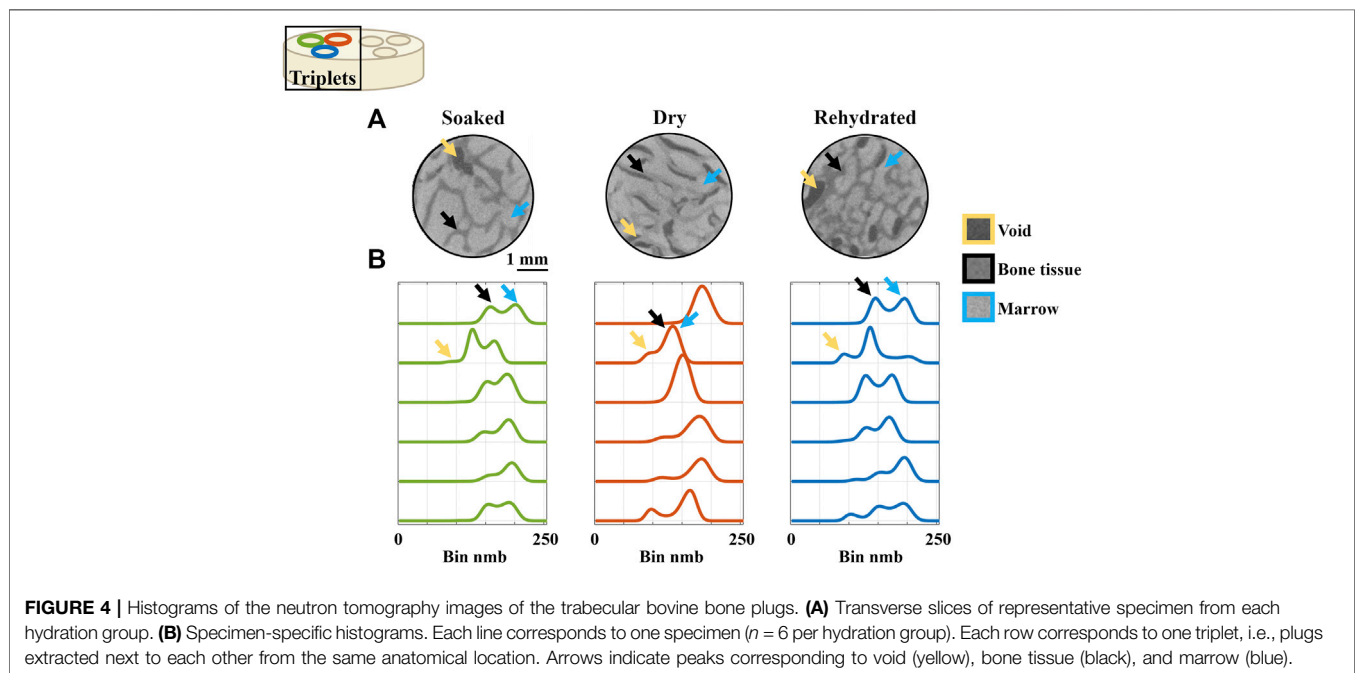 Triplets
A
Soaked
Dry
Rehydrated
Void
Bone tissue
Marrow
B
1 mm
0
250
0
250
0
250
Bin nmb
Bin nmb
Bin nmb
FIGURE 4 | Histograms of the neutron tomography images of the trabecular bovine bone plugs. (A) Transverse slices of representative specimen from each
hydration group. (B) Specimen-specific histograms. Each line corresponds to one specimen (n = 6 per hydration group). Each row corresponds to one triplet, i.e., plugs
extracted next to each other from the same anatomical location. Arrows indicate peaks corresponding to void (yellow), bone tissue (black), and marrow (blue).